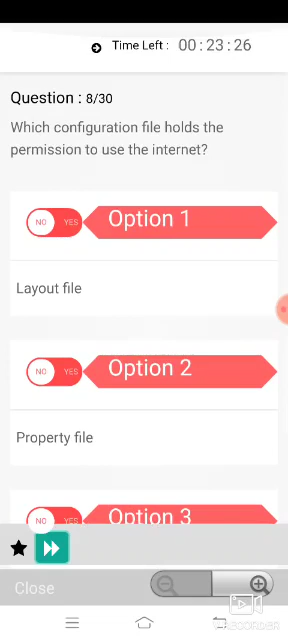 Time Left : 00 : 23 : 26
Question : 8/30
Which configuration file holds the
permission to use the internet?
NO YES Option 1
Layout file
NO YES Option 2
Property file
NO YES Option 3
Close
RECORDER